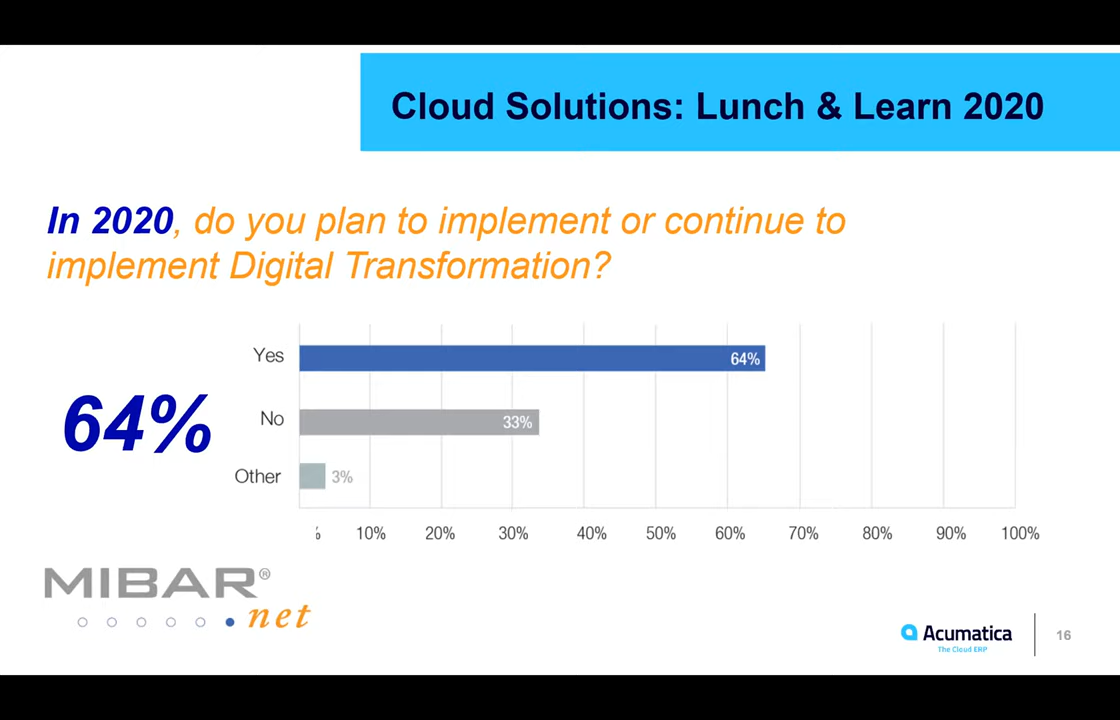 Cloud Solutions: Lunch & Learn 2020
In 2020, do you plan to implement or continue to
implement Digital Transformation?
Yes
64%
64%
No
33%
Other
3%
%
10%
20%
30%
40%
50%
60%
70%
80%
90%
100%
MIBAR®
net
Acumatica
The Cloud ERP
16